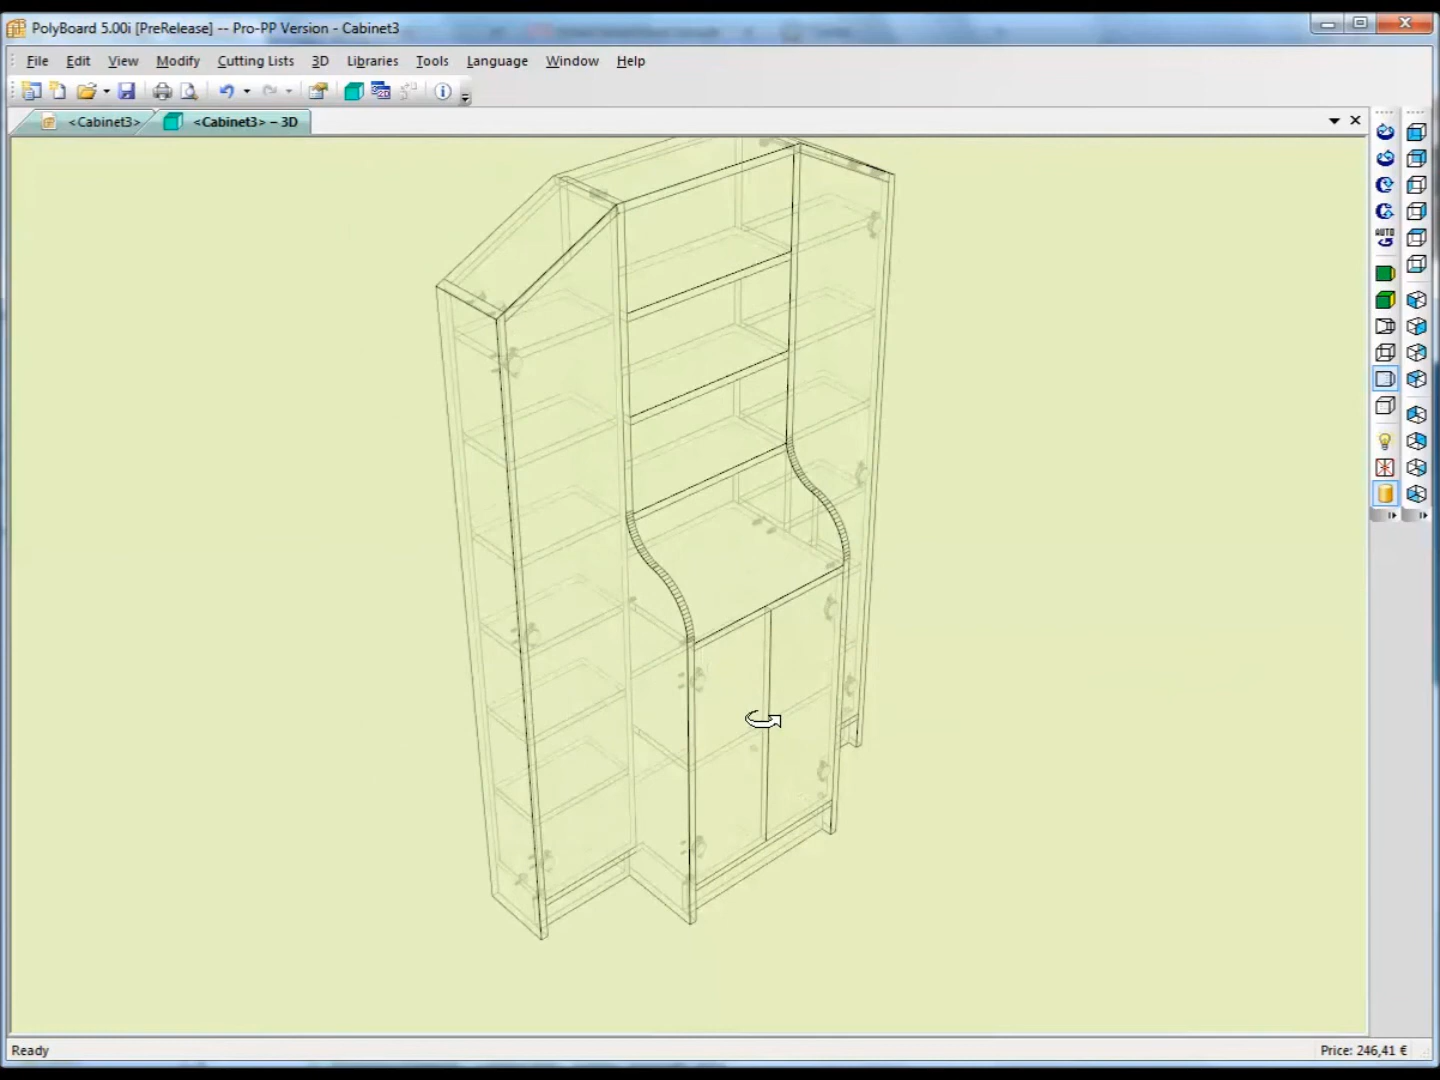 PolyBoard 5.00i [PreRelease] -- Pro-PP Version - Cabinet3
File Edit View Modify Cutting Lists 3D Libraries Tools Language Window Help
<Cabinet3> <Cabinet3> – 3D
AUTO
Ready Price: 246,41 €